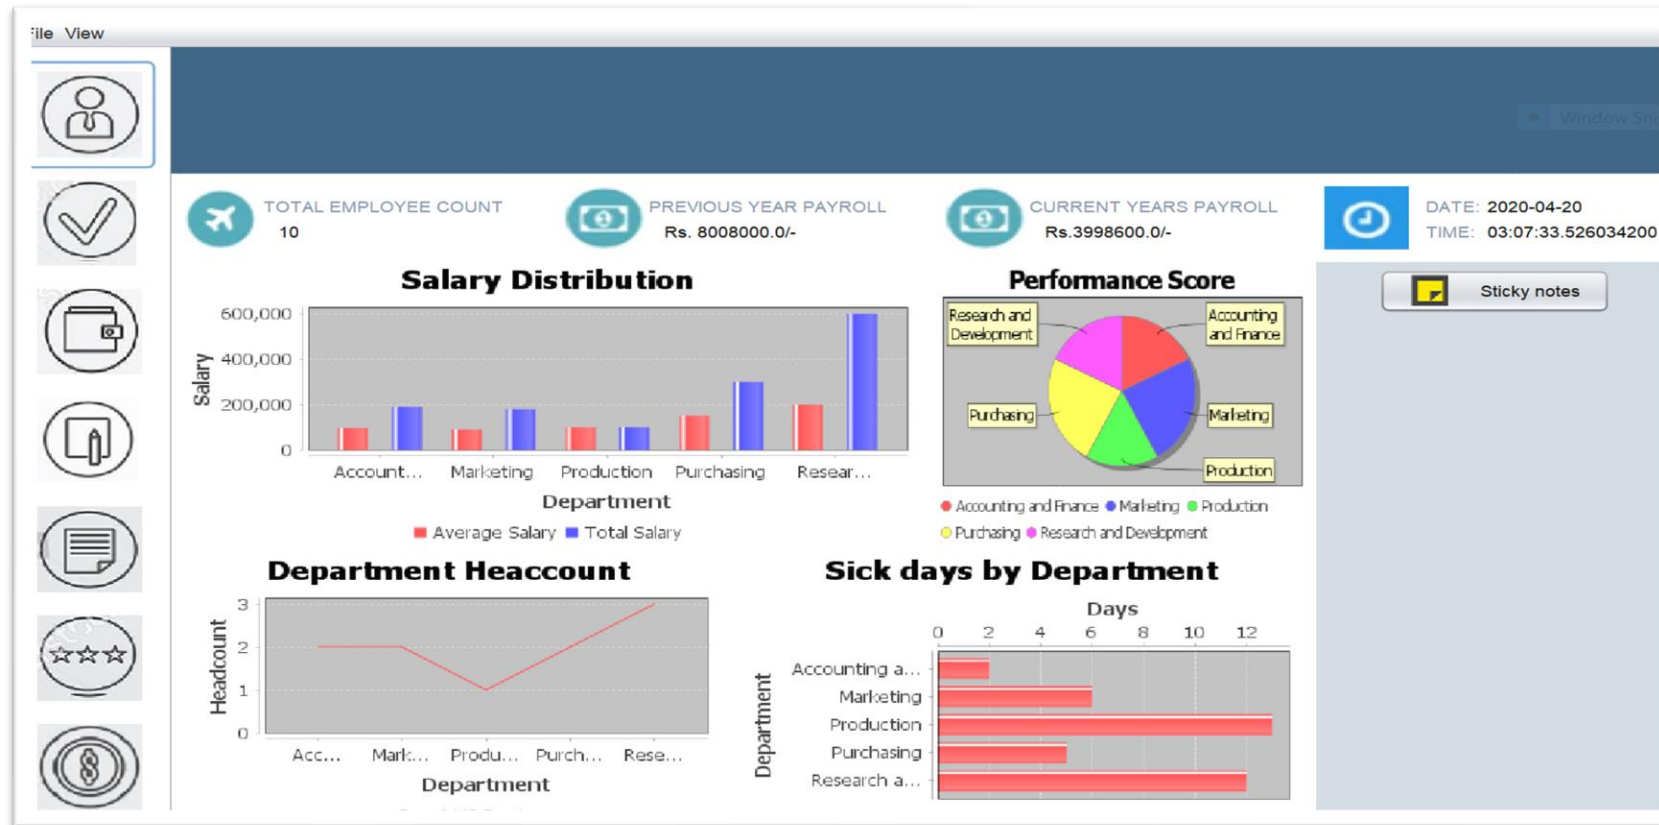 File View
TOTAL EMPLOYEE COUNT
10
PREVIOUS YEAR PAYROLL
Rs. 8008000.0/-
CURRENT YEARS PAYROLL
Rs.3998600.0/-
DATE: 2020-04-20
TIME: 03:07:33.526034200
Salary Distribution
600,000
400,000
200,000
0
Salary
Account...
Marketing
Production
Purchasing
Resear...
Department
Average Salary
Total Salary
Performance Score
Research and
Development
Accounting
and Finance
Purchasing
Marketing
Production
Accounting and Finance
Marketing
Production
Purchasing
Research and Development
Sticky notes
Department Heaccount
3
2
1
0
Headcount
Acc...
Mark...
Produ...
Purch...
Rese...
Department
Sick days by Department
Days
0 2 4 6 8 10 12
Department
Accounting a...
Marketing
Production
Purchasing
Research a...